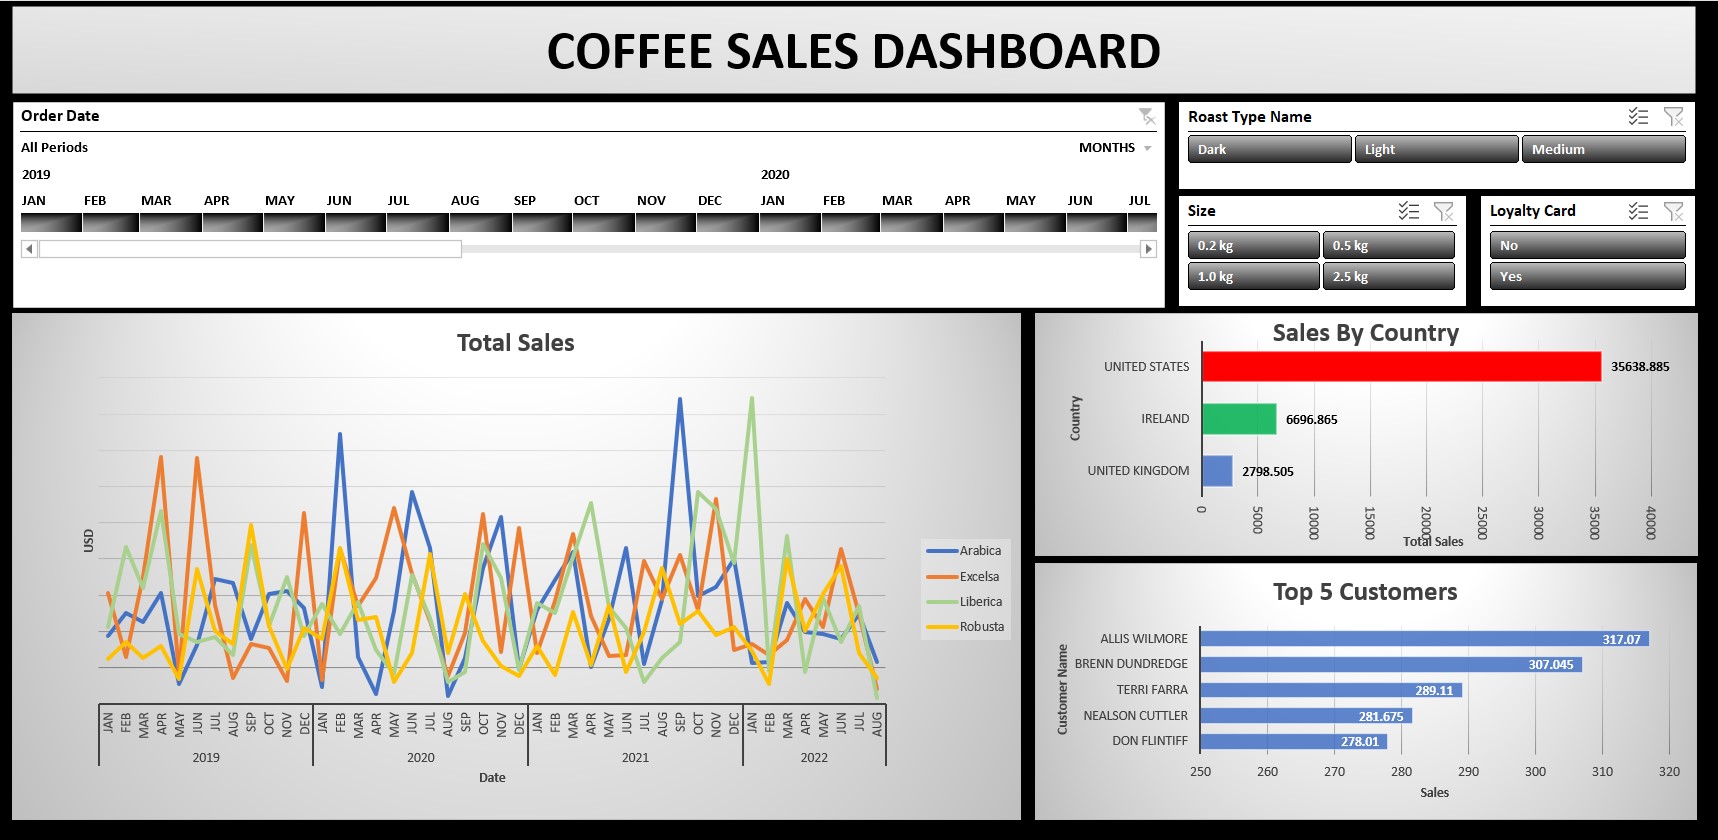 COFFEE SALES DASHBOARD
Order Date
All Periods MONTHS
2019 2020
JAN FEB MAR APR MAY JUN JUL AUG SEP OCT NOV DEC JAN FEB MAR APR MAY JUN JUL
Roast Type Name
Dark Light Medium
Size
0.2 kg 0.5 kg
1.0 kg 2.5 kg
Loyalty Card
No
Yes
Total Sales
USD
Arabica
Excelsa
Liberica
Robusta
JAN FEB MAR APR MAY JUN JUL AUG SEP OCT NOV DEC JAN FEB MAR APR MAY JUN JUL AUG SEP OCT NOV DEC JAN FEB MAR APR MAY JUN JUL AUG SEP OCT NOV DEC JAN FEB MAR APR MAY JUN JUL AUG
2019 2020 2021 2022
Date
Sales By Country
Country
UNITED STATES 35638.885
IRELAND 6696.865
UNITED KINGDOM 2798.505
0 5000 10000 15000 20000 25000 30000 35000 40000
Total Sales
Top 5 Customers
Customer Name
ALLIS WILMORE 317.07
BRENN DUNDREDGE 307.045
TERRI FARRA 289.11
NEALSON CUTTLER 281.675
DON FLINTIFF 278.01
250 260 270 280 290 300 310 320
Sales